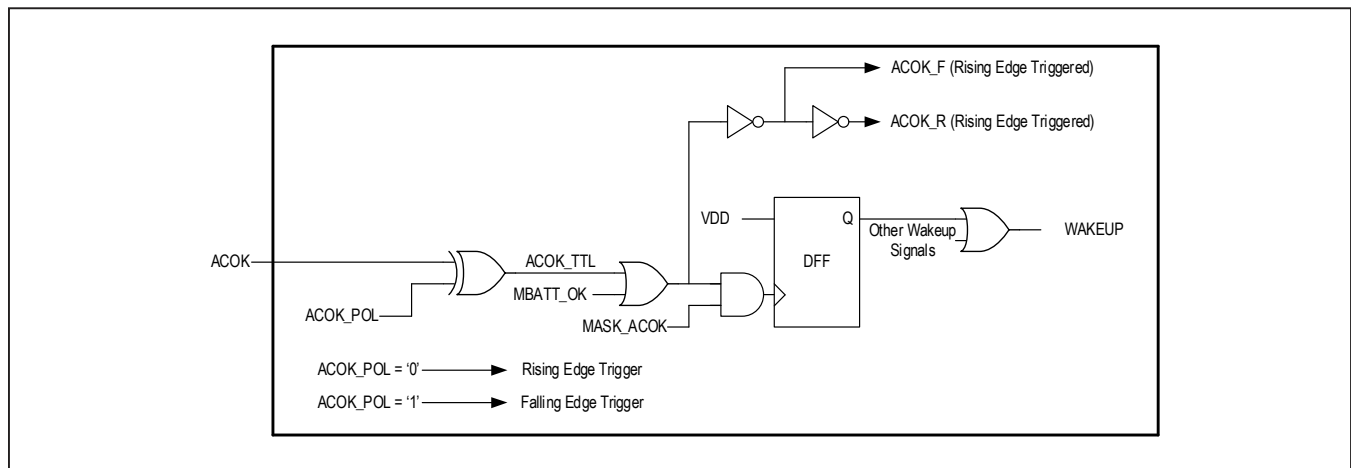 ACOK_F (Rising Edge Triggered)
ACOK_R (Rising Edge Triggered)
VDD
Q
Other Wakeup
Signals
WAKEUP
DFF
ACOK
ACOK_TTL
MBATT_OK
ACOK_POL
MASK_ACOK
ACOK_POL = ‘0’ Rising Edge Trigger
ACOK_POL = ‘1’ Falling Edge Trigger